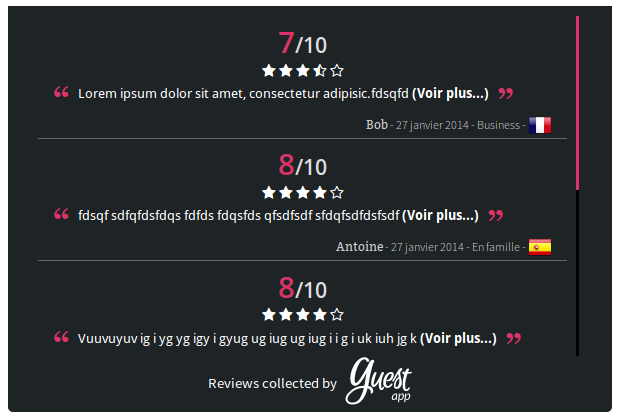 7/10
“ Lorem ipsum dolor sit amet, consectetur adipisic.fdsqfd (Voir plus...) ”
Bob - 27 janvier 2014 - Business -
8/10
“ fdsqf sdfqfdsfdqs fdfds fdqsfds qfsdfsdf sfdqfsdfdsfsdf (Voir plus...) ”
Antoine - 27 janvier 2014 - En famille -
8/10
“ Vuuvuyuv ig i yg yg igy i gyug ug iug ug iug i i g i uk iuh jg k (Voir plus...) ”
Reviews collected by guest app